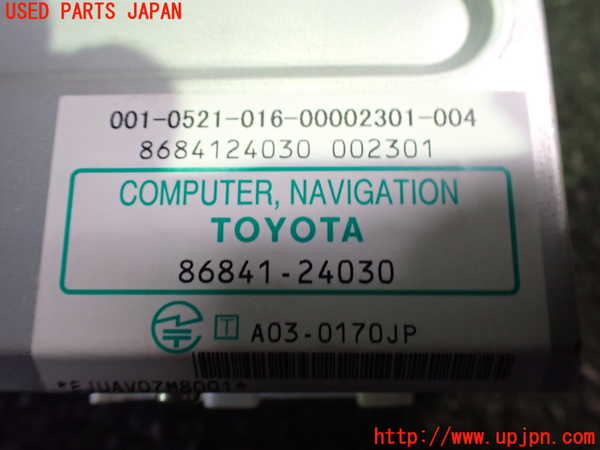 USED PARTS JAPAN
001-0521-016-00002301-004
8684124030 002301
COMPUTER, NAVIGATION
TOYOTA
86841-24030
T A03-0170JP
http://www.upjpn.com